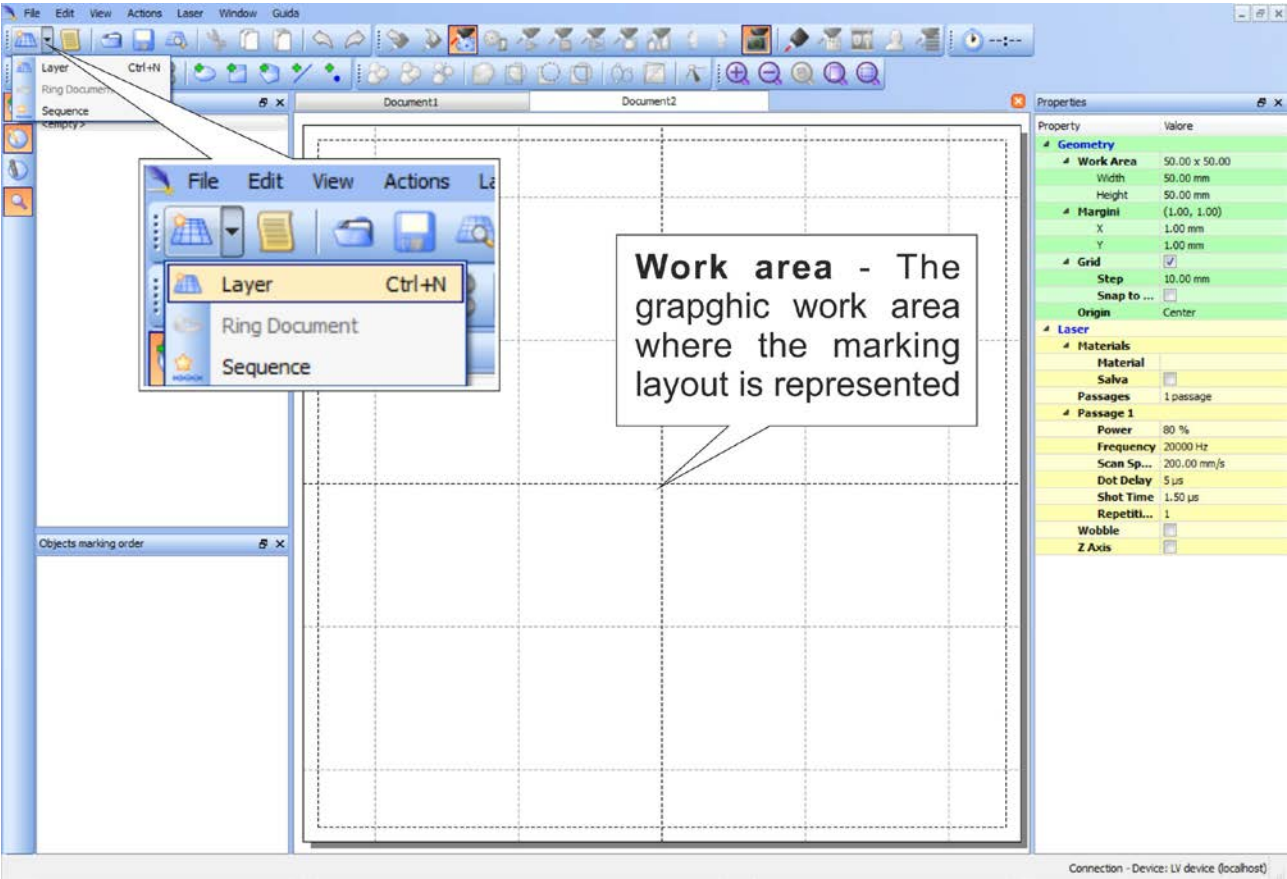 File Edit View Actions Laser Window Guida
--:--
Layer Ctrl+N
Ring Document
Sequence
<empty>
Document1 Document2
File Edit View Actions La
Layer Ctrl+N
Ring Document
Sequence
Work area - The
grapghic work area
where the marking
layout is represented
Objects marking order
Properties
Property Valore
Geometry
Work Area 50.00 x 50.00
Width 50.00 mm
Height 50.00 mm
Margini (1.00, 1.00)
X 1.00 mm
Y 1.00 mm
Grid
Step 10.00 mm
Snap to ...
Origin Center
Laser
Materials
Material
Salva
Passages 1 passage
Passage 1
Power 80 %
Frequency 20000 Hz
Scan Sp... 200.00 mm/s
Dot Delay 5 µs
Shot Time 1.50 µs
Repetiti... 1
Wobble
Z Axis
Connection - Device: LV device (localhost)